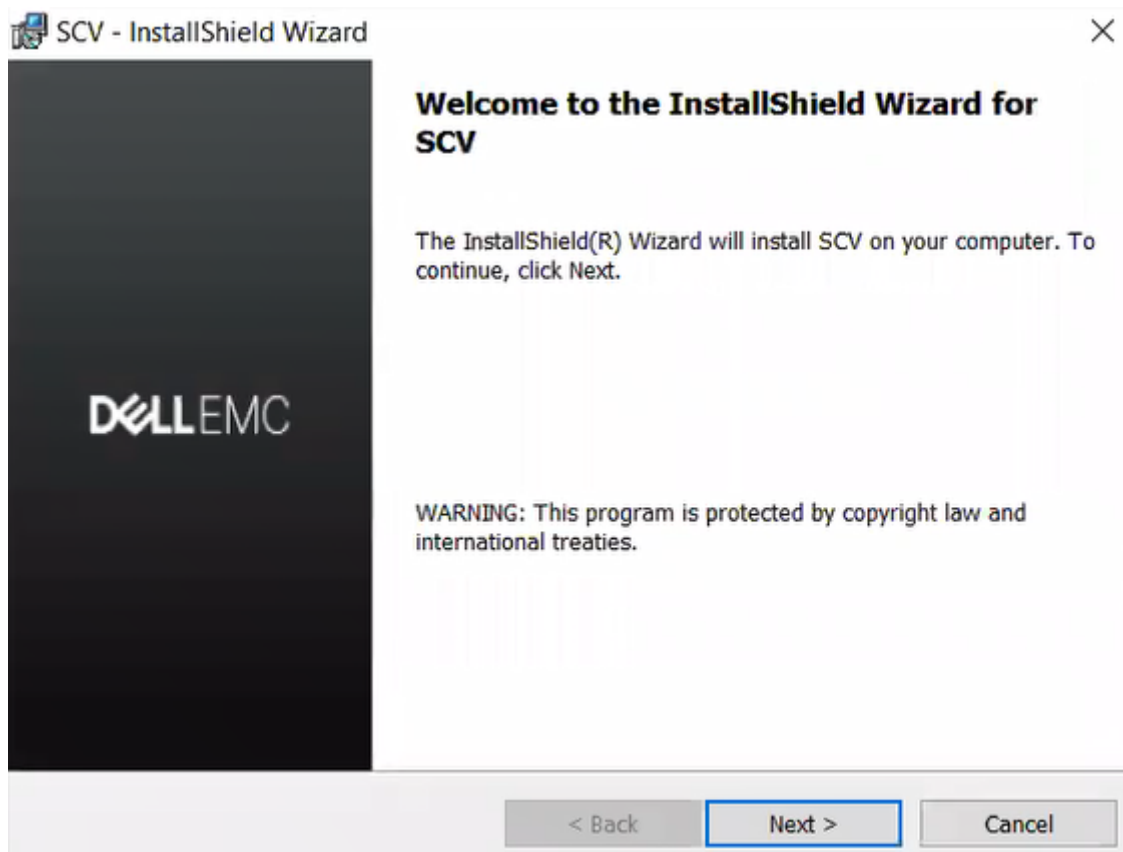 SCV - InstallShield Wizard
Welcome to the InstallShield Wizard for
SCV
The InstallShield(R) Wizard will install SCV on your computer. To
continue, click Next.
DELLEMC
WARNING: This program is protected by copyright law and
international treaties.
< Back
Next >
Cancel